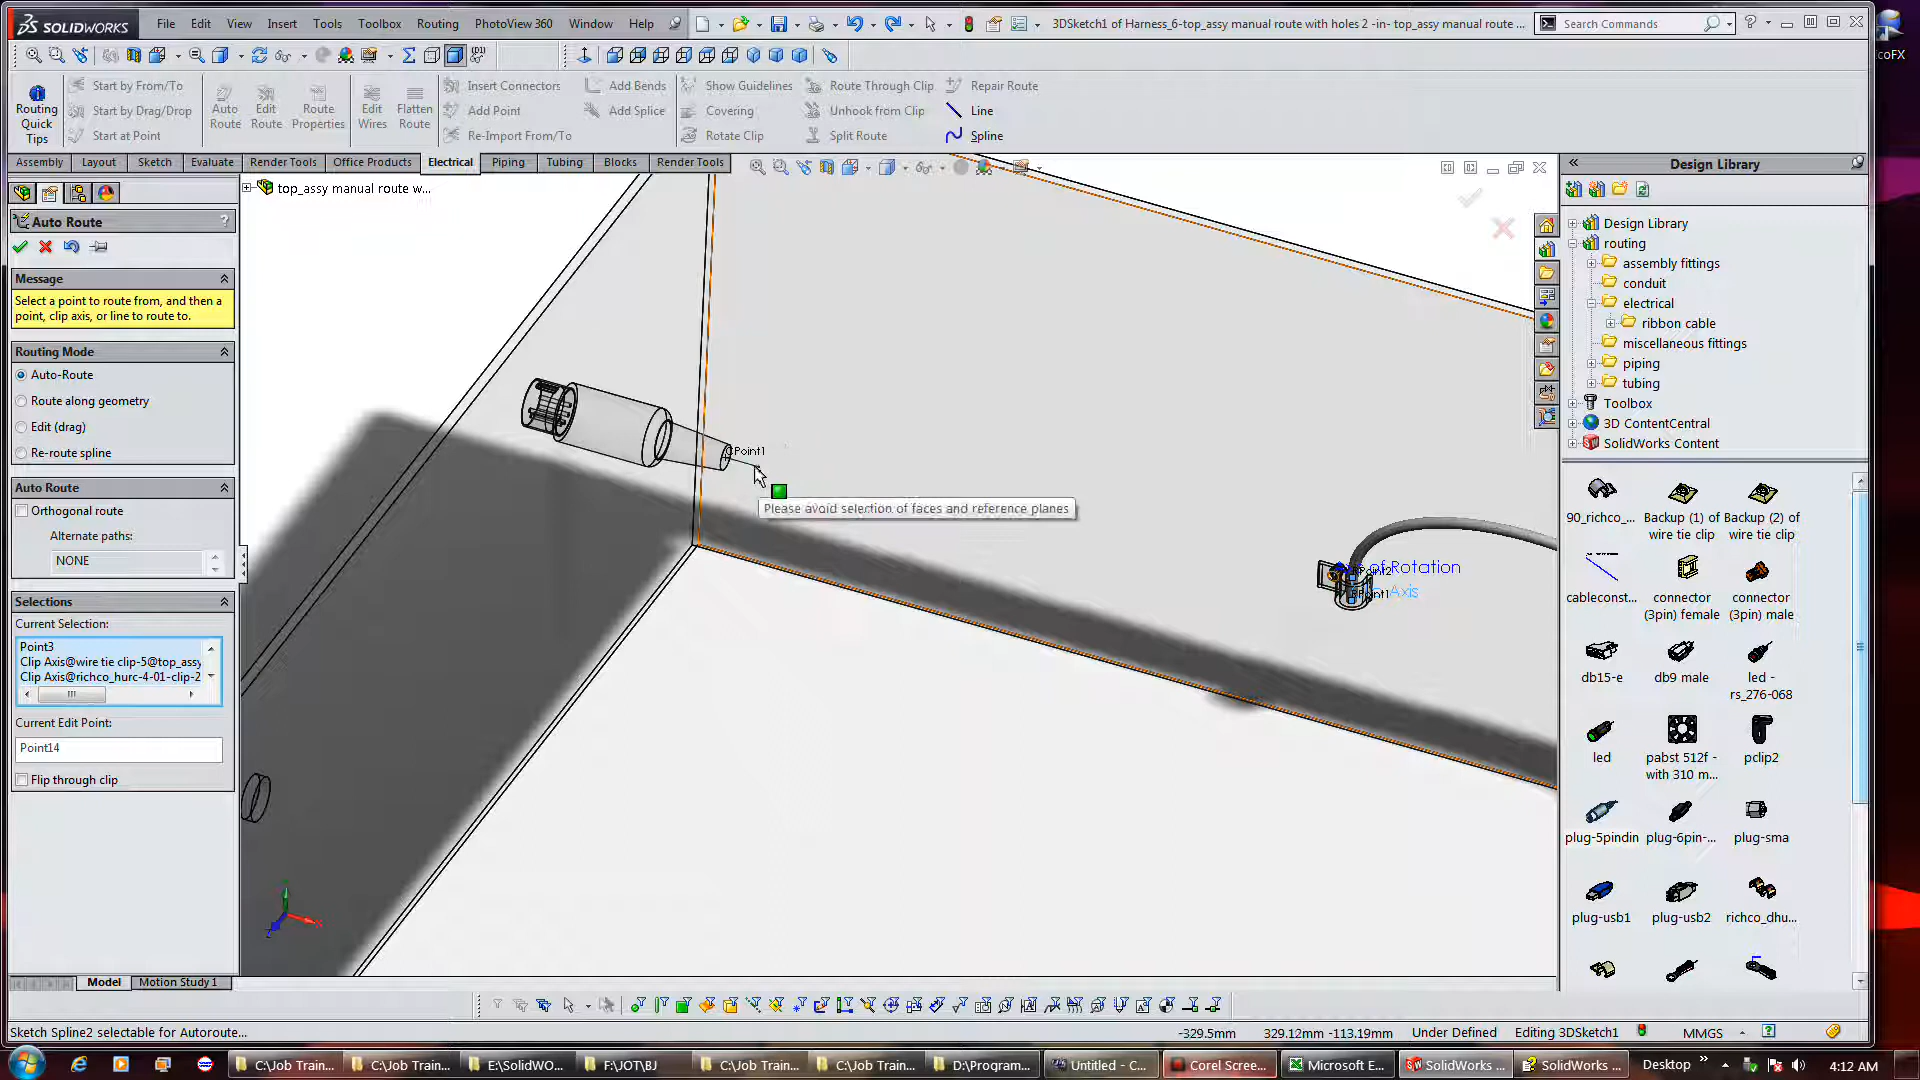 SOLIDWORKS File Edit View Insert Tools Toolbox Routing PhotoView 360 Window Help
3DSketch1 of Harness_6-top_assy manual route with holes 2 -in- top_assy manual route ...
Search Commands
EcoFX
Routing Quick Tips
Start by From/To
Start by Drag/Drop
Start at Point
Auto Route
Edit Route
Route Properties
Edit Wires
Flatten Route
Insert Connectors
Add Point
Re-Import From/To
Add Bends
Add Splice
Show Guidelines
Covering
Rotate Clip
Route Through Clip
Unhook from Clip
Split Route
Repair Route
Line
Spline
Assembly Layout Sketch Evaluate Render Tools Office Products Electrical Piping Tubing Blocks Render Tools
top_assy manual route w...
Auto Route
?
Message
Select a point to route from, and then a
point, clip axis, or line to route to.
Routing Mode
Auto-Route
Route along geometry
Edit (drag)
Re-route spline
Auto Route
Orthogonal route
Alternate paths:
NONE
Selections
Current Selection:
Point3
Clip Axis@wire tie clip-5@top_assy
Clip Axis@richco_hurc-4-01-clip-2
Current Edit Point:
Point14
Flip through clip
CPoint1
Please avoid selection of faces and reference planes
of Rotation
Axis
Design Library
Design Library
routing
assembly fittings
conduit
electrical
ribbon cable
miscellaneous fittings
piping
tubing
Toolbox
3D ContentCentral
SolidWorks Content
90_richco_...
Backup (1) of wire tie clip
Backup (2) of wire tie clip
cableconst...
connector (3pin) female
connector (3pin) male
db15-e
db9 male
led - rs_276-068
led
pabst 512f - with 310 m...
pclip2
plug-5pindin
plug-6pin-...
plug-sma
plug-usb1
plug-usb2
richco_dhu...
Model Motion Study 1
Sketch Spline2 selectable for Autoroute...
-329.5mm 329.12mm -113.19mm Under Defined Editing 3DSketch1 MMGS
C:\Job Train... C:\Job Train... E:\SolidWO... F:\JOT\BJ C:\Job Train... C:\Job Train... D:\Program... Untitled - C... Corel Scree... Microsoft E... SolidWorks ... SolidWorks ... Desktop 4:12 AM